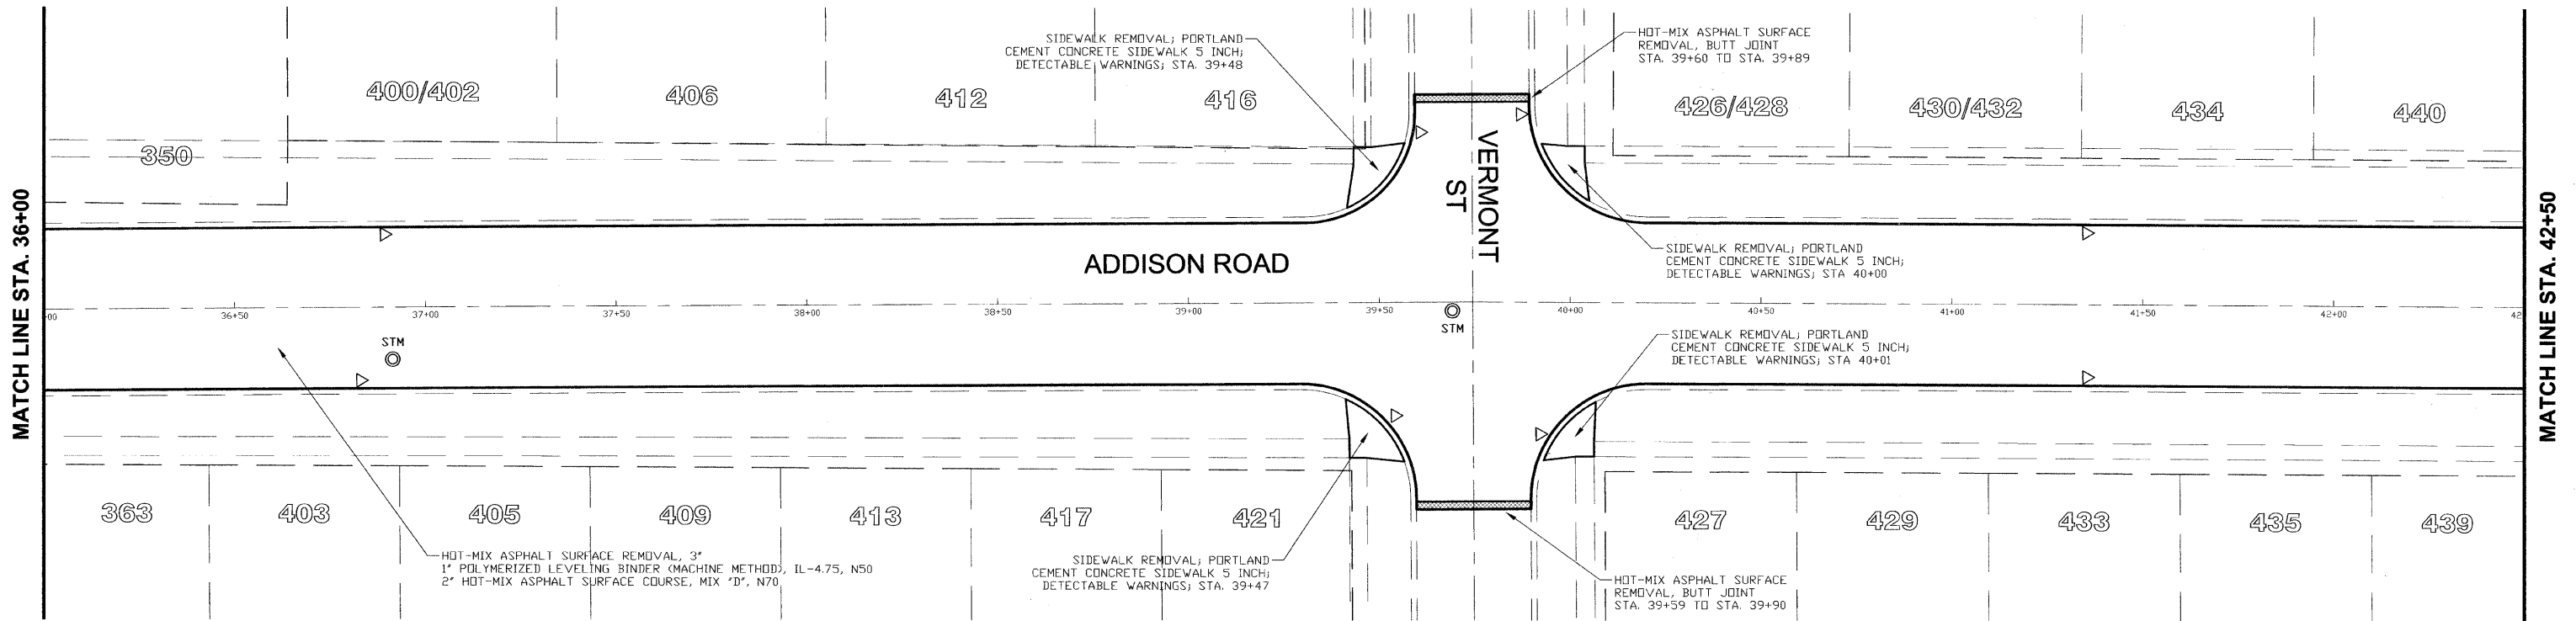 SIDEWALK REMOVAL; PORTLAND
CEMENT CONCRETE SIDEWALK 5 INCH;
DETECTABLE WARNINGS; STA. 39+48
HOT-MIX ASPHALT SURFACE
REMOVAL, BUTT JOINT
STA. 39+60 TO STA. 39+89
350
400/402
406
412
416
426/428
430/432
434
440
VERMONT
ST
MATCH LINE STA. 36+00
MATCH LINE STA. 42+50
ADDISON ROAD
SIDEWALK REMOVAL; PORTLAND
CEMENT CONCRETE SIDEWALK 5 INCH;
DETECTABLE WARNINGS; STA 40+00
00
36+50
37+00
37+50
38+00
38+50
39+00
39+50
40+00
40+50
41+00
41+50
42+00
42
STM
STM
SIDEWALK REMOVAL; PORTLAND
CEMENT CONCRETE SIDEWALK 5 INCH;
DETECTABLE WARNINGS; STA 40+01
363
403
405
409
413
417
421
427
429
433
435
439
HOT-MIX ASPHALT SURFACE REMOVAL, 3"
1" POLYMERIZED LEVELING BINDER (MACHINE METHOD), IL-4.75, N50
2" HOT-MIX ASPHALT SURFACE COURSE, MIX "D", N70
SIDEWALK REMOVAL; PORTLAND
CEMENT CONCRETE SIDEWALK 5 INCH;
DETECTABLE WARNINGS; STA. 39+47
HOT-MIX ASPHALT SURFACE
REMOVAL, BUTT JOINT
STA. 39+59 TO STA. 39+90